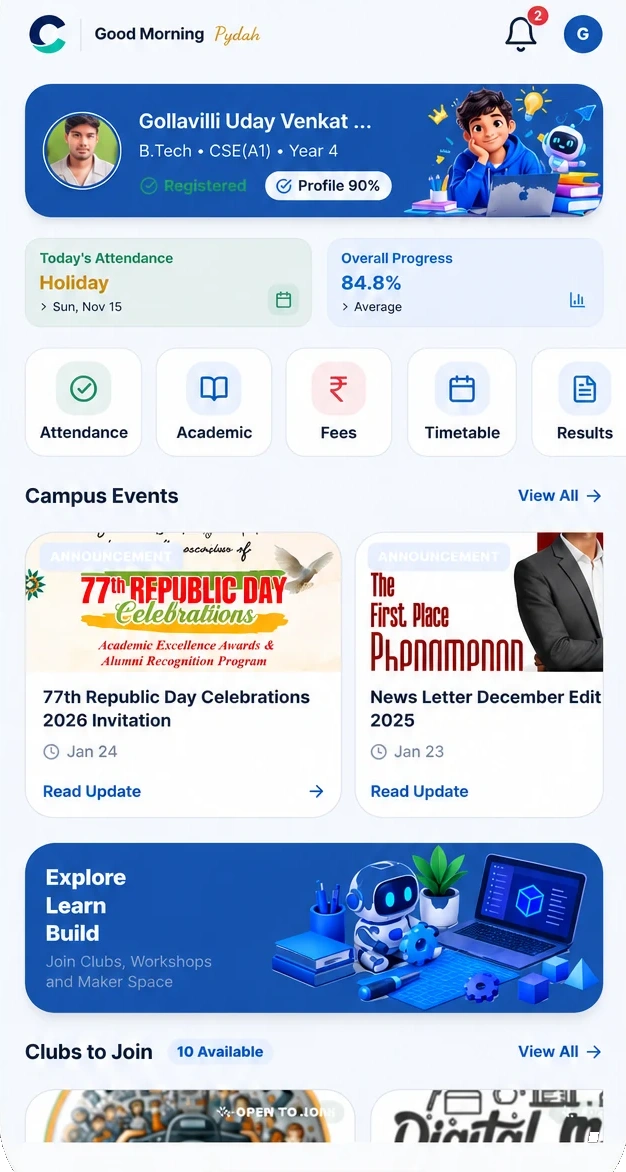 Good Morning Pydah
2
G
Gollavilli Uday Venkat ...
B.Tech • CSE(A1) • Year 4
Registered
Profile 90%
Today's Attendance
Holiday
Sun, Nov 15
Overall Progress
84.8%
Average
Attendance
Academic
Fees
Timetable
Results
Campus Events
View All
ANNOUNCEMENT
77th REPUBLIC DAY
Celebrations
Academic Excellence Awards &
Alumni Recognition Program
77th Republic Day Celebrations
2026 Invitation
Jan 24
Read Update
ANNOUNCEMENT
The
First Place
News Letter December Edit
2025
Jan 23
Read Update
Explore
Learn
Build
Join Clubs, Workshops
and Maker Space
Clubs to Join
10 Available
View All
OPEN TO JOIN
Digital